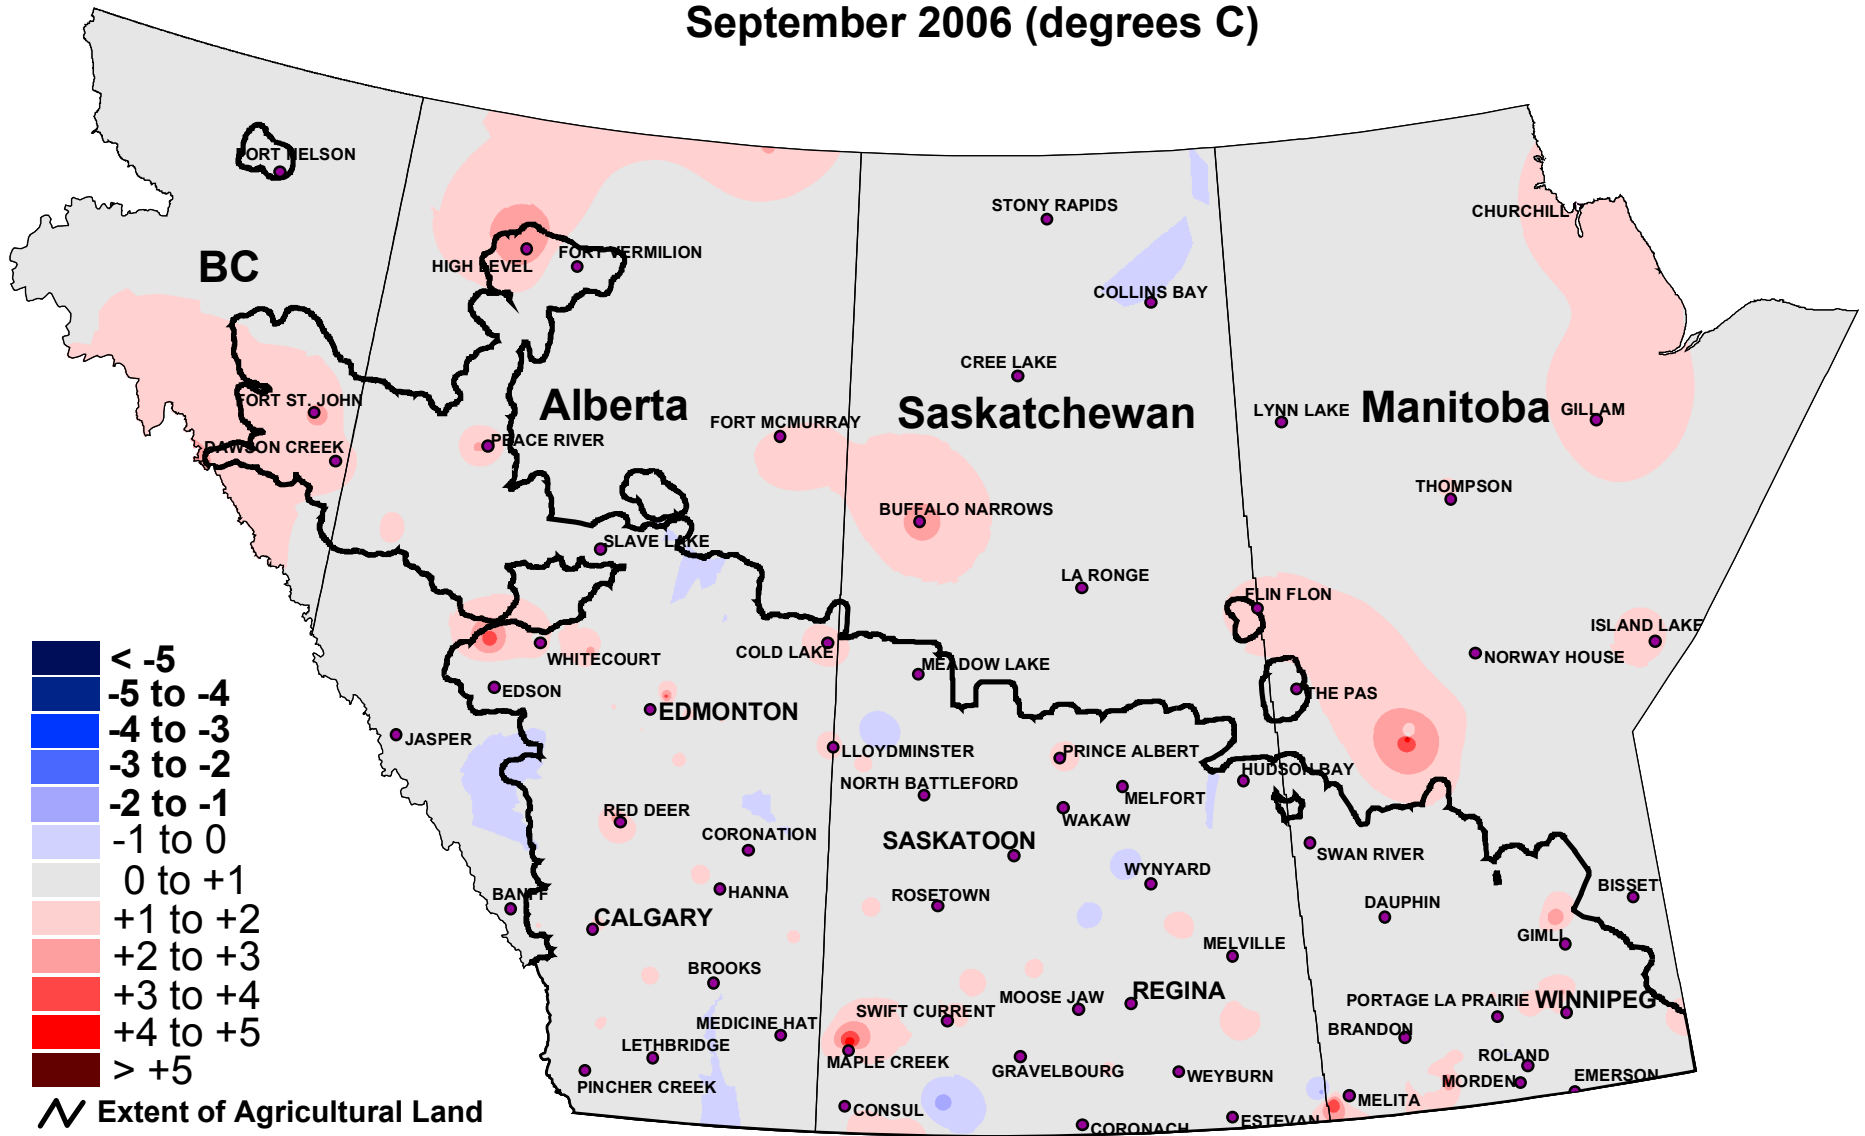 September 2006 (degrees C)
FORT NELSON
STONY RAPIDS
CHURCHILL
BC
HIGH LEVEL
FORT VERMILION
COLLINS BAY
CREE LAKE
Alberta
Saskatchewan
Manitoba
FORT ST. JOHN
FORT MCMURRAY
LYNN LAKE
GILLAM
DAWSON CREEK
PEACE RIVER
THOMPSON
BUFFALO NARROWS
SLAVE LAKE
LA RONGE
FLIN FLON
ISLAND LAKE
WHITECOURT
COLD LAKE
MEADOW LAKE
NORWAY HOUSE
EDSON
THE PAS
EDMONTON
JASPER
LLOYDMINSTER
PRINCE ALBERT
HUDSON BAY
NORTH BATTLEFORD
MELFORT
RED DEER
WAKAW
CORONATION
SASKATOON
SWAN RIVER
WYNYARD
BANFF
HANNA
ROSETOWN
DAUPHIN
BISSET
CALGARY
GIMLI
MELVILLE
BROOKS
REGINA
MOOSE JAW
SWIFT CURRENT
PORTAGE LA PRAIRIE
WINNIPEG
MEDICINE HAT
BRANDON
LETHBRIDGE
MAPLE CREEK
GRAVELBOURG
WEYBURN
ROLAND
MORDEN
EMERSON
PINCHER CREEK
CONSUL
MELITA
CORONACH
ESTEVAN
< -5
-5 to -4
-4 to -3
-3 to -2
-2 to -1
-1 to 0
0 to +1
+1 to +2
+2 to +3
+3 to +4
+4 to +5
> +5
Extent of Agricultural Land